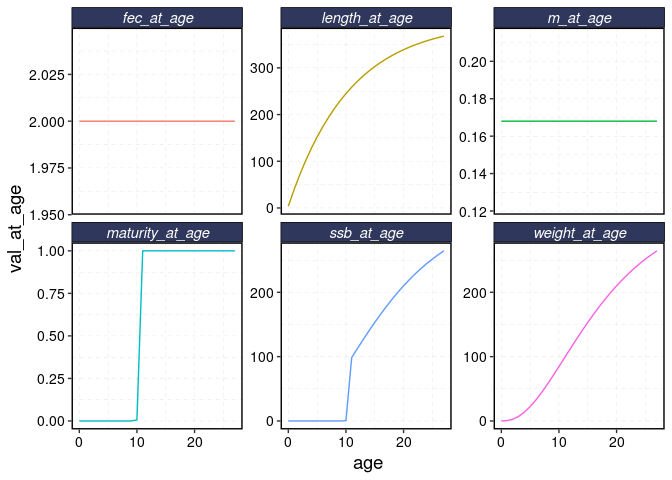 fec_at_age
length_at_age
m_at_age
2.025
2.000
1.975
1.950
300
200
100
0
0.20
0.18
0.16
0.14
0.12
val_at_age
maturity_at_age
ssb_at_age
weight_at_age
1.00
0.75
0.50
0.25
0.00
200
100
0
200
100
0
0 10 20
0 10 20
0 10 20
age